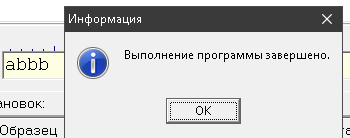 Информация
Выполнение программы завершено.
abbb
OK
ановок:
Образец